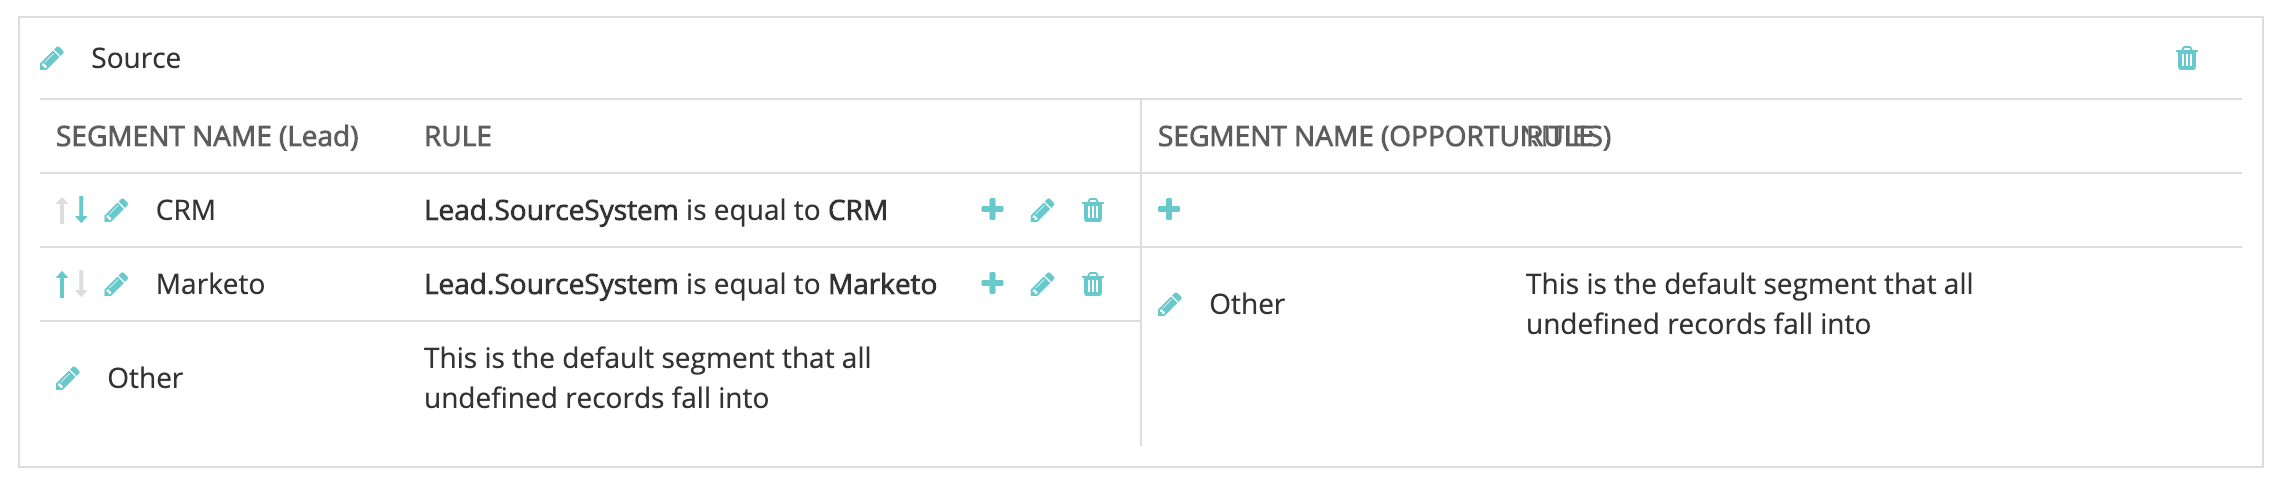 Source
SEGMENT NAME (Lead) RULE
SEGMENT NAME (OPPORTUNITIES) RULE
CRM Lead.SourceSystem is equal to CRM
Marketo Lead.SourceSystem is equal to Marketo
Other This is the default segment that all
undefined records fall into
Other This is the default segment that all
undefined records fall into